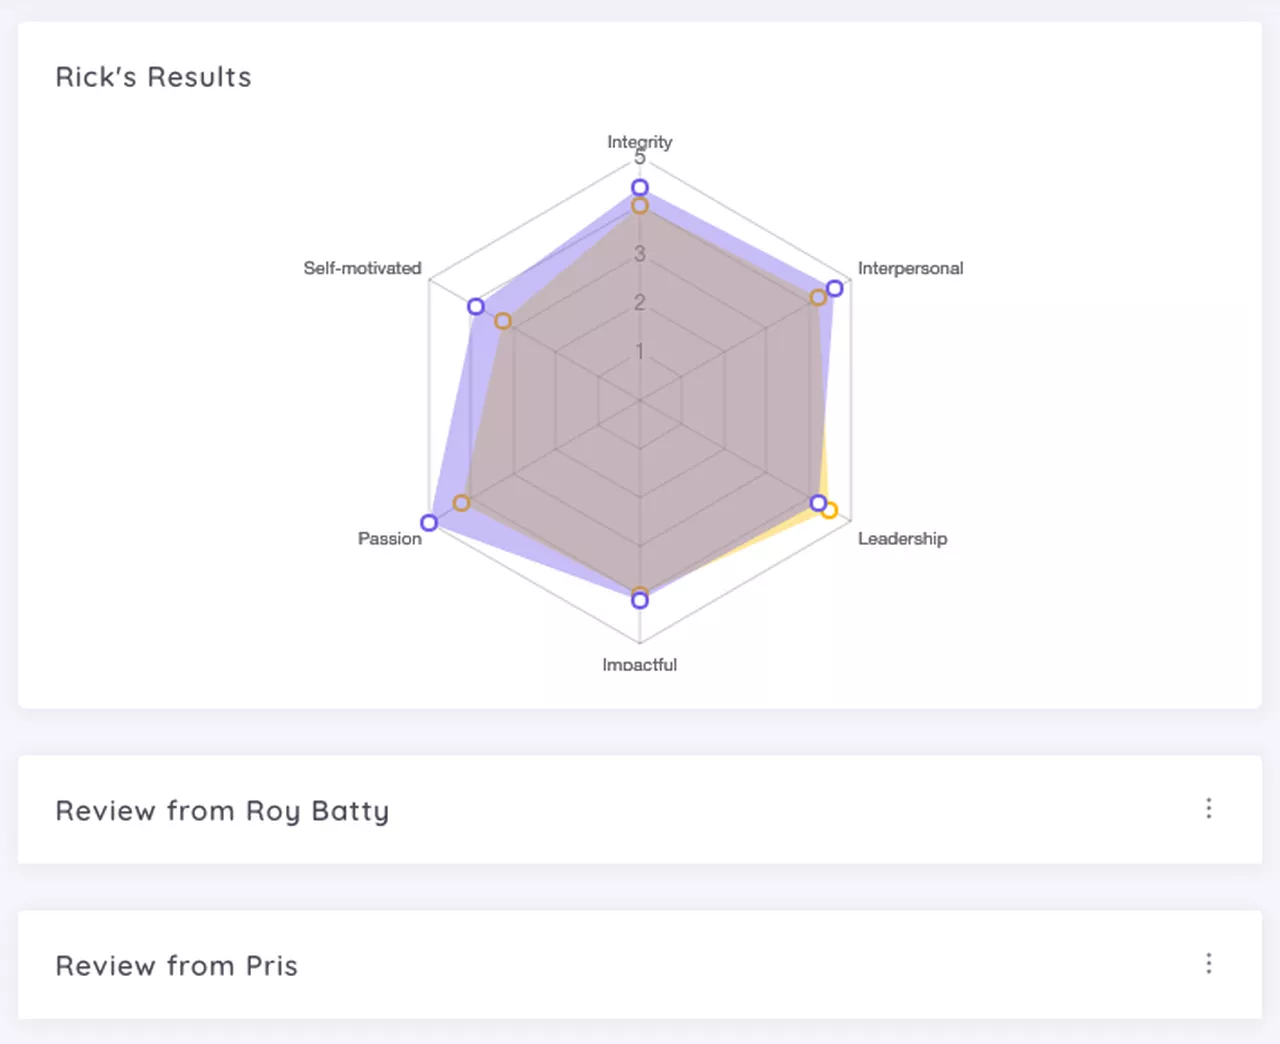 Rick's Results
Integrity
5
Self-motivated
3
Interpersonal
2
1
Passion
Leadership
Impactful
Review from Roy Batty
Review from Pris